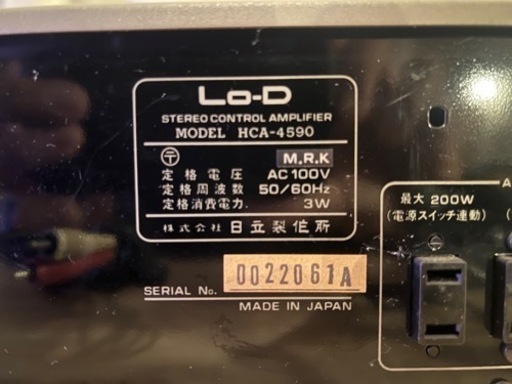 Lo-D
STEREO CONTROL AMPLIFIER
MODEL HCA-4590
〒 M.R.K
定格電圧 AC100V
定格周波数 50/60Hz
定格消費電力 3W
株式会社 日立製作所
SERIAL No. 0022061A
MADE IN JAPAN
A
最大 200W
(電源スイッチ連動)